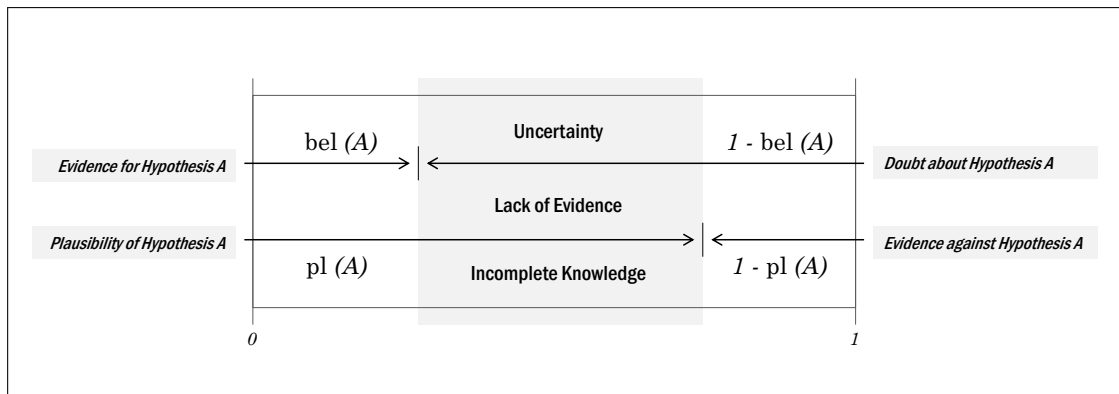 bel (A)
Uncertainty
1 - bel (A)
Evidence for Hypothesis A
Doubt about Hypothesis A
Lack of Evidence
Plausibility of Hypothesis A
Evidence against Hypothesis A
pl (A)
Incomplete Knowledge
1 - pl (A)
0
1